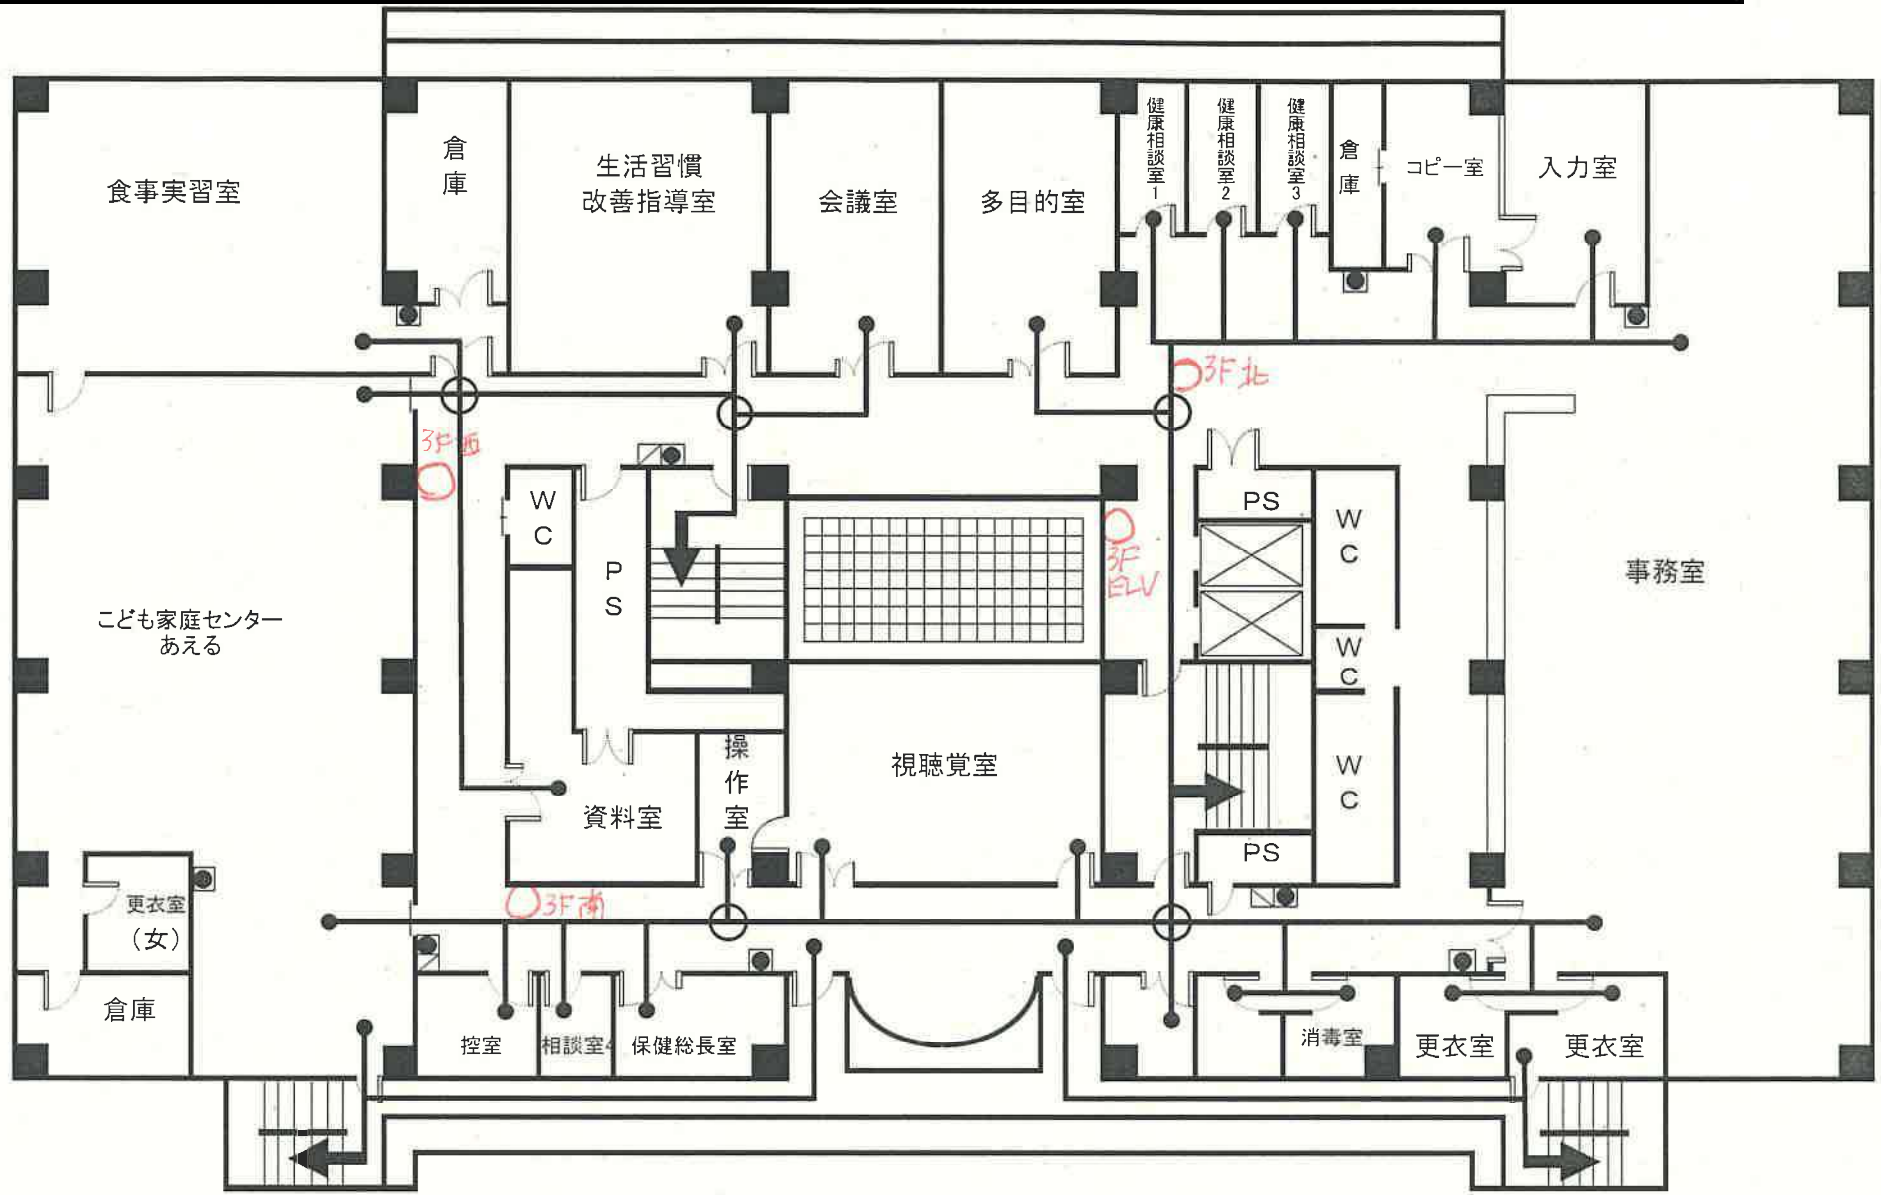 食事実習室
倉庫
生活習慣
改善指導室
会議室
多目的室
健康相談室1
健康相談室2
健康相談室3
倉庫
コピー室
入力室
3F北
3F西
WC
PS
3F
ELV
PS
WC
WC
WC
PS
事務室
こども家庭センター
あえる
操作室
視聴覚室
資料室
更衣室
（女）
3F南
倉庫
控室
相談室4
保健総長室
消毒室
更衣室
更衣室